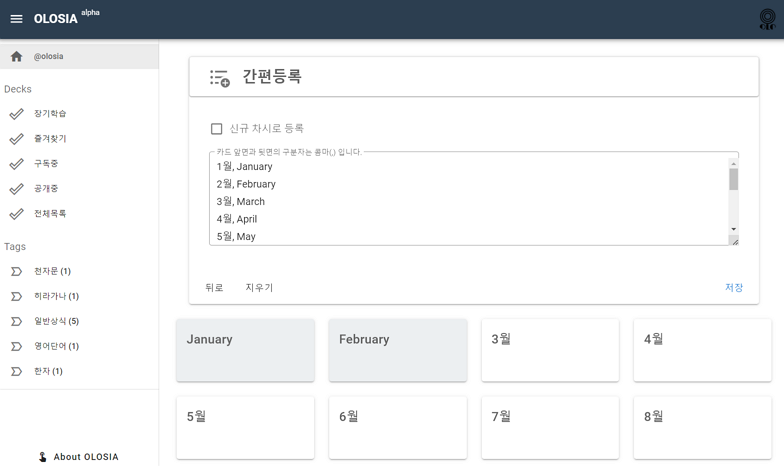 OLOSIA alpha
@olosia
Decks
장기학습
즐겨찾기
구독중
공개중
전체목록
Tags
천자문 (1)
히라가나 (1)
일반상식 (5)
영어단어 (1)
한자 (1)
About OLOSIA
간편등록
신규 차시로 등록
카드 앞면과 뒷면의 구분자는 콤마(,) 입니다.
1월, January
2월, February
3월, March
4월, April
5월, May
뒤로 지우기 저장
January February 3월 4월
5월 6월 7월 8월